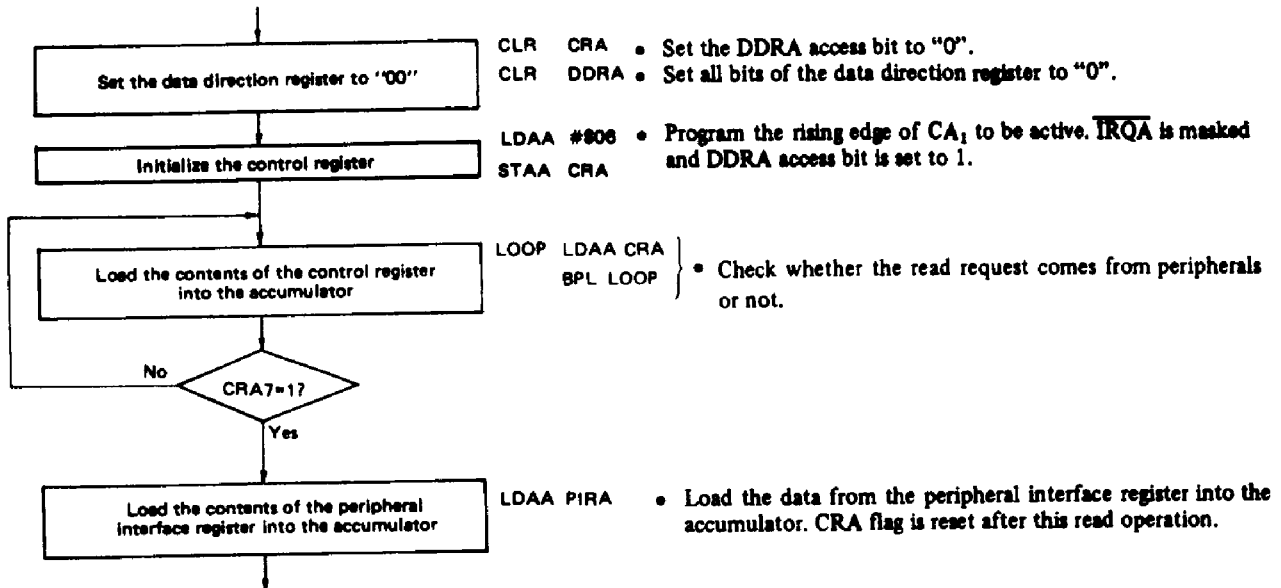 Set the data direction register to "00"
CLR CRA • Set the DDRA access bit to "0".
CLR DDRA • Set all bits of the data direction register to "0".
Initialize the control register
LDAA #$06 • Program the rising edge of CA₁ to be active. I̅R̅Q̅A̅ is masked
and DDRA access bit is set to 1.
STAA CRA
Load the contents of the control register
into the accumulator
LOOP LDAA CRA
BPL LOOP
• Check whether the read request comes from peripherals
or not.
No
CRA7=1?
Yes
Load the contents of the peripheral
interface register into the accumulator
LDAA PIRA • Load the data from the peripheral interface register into the
accumulator. CRA flag is reset after this read operation.